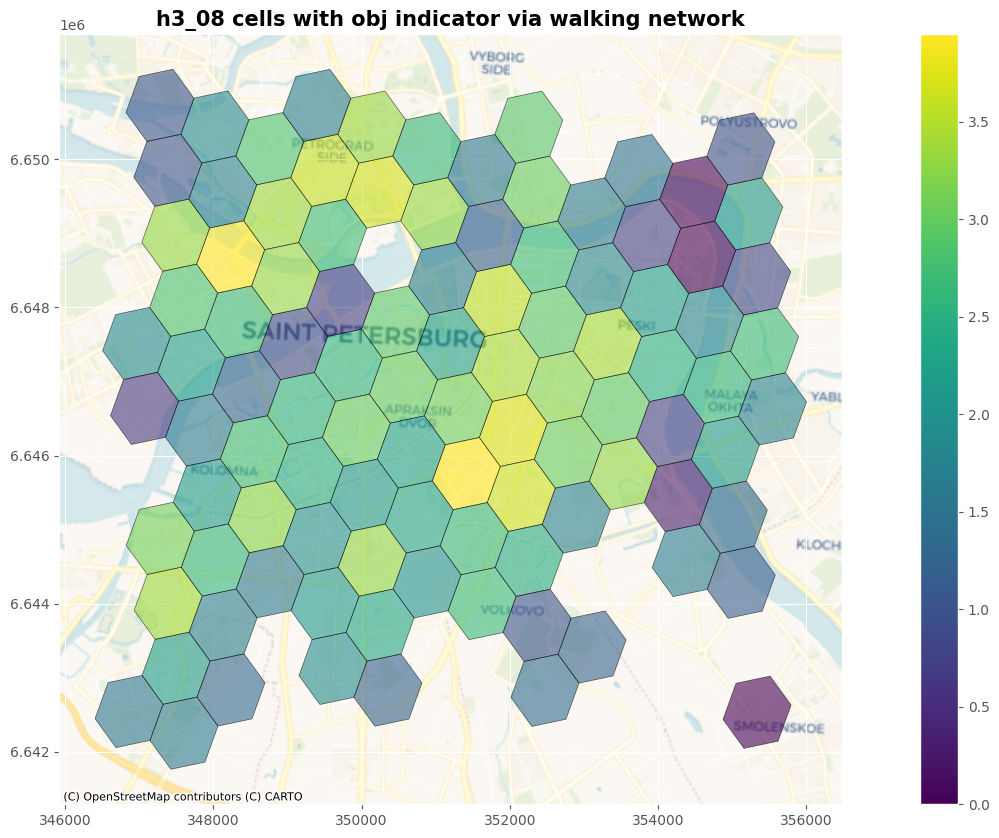 h3_08 cells with obj indicator via walking network
1e6
VYBORG
SIDE
POLYUSTROVO
PETROGRAD
SIDE
SAINT PETERSBURG
PESKI
MALAYA
OKHTA
YABL
APRAKSIN
DVOR
KOLOMNA
KLOCH
VOLKOVO
SMOLENSKOE
(C) OpenStreetMap contributors (C) CARTO
6.650
6.648
6.646
6.644
6.642
346000 348000 350000 352000 354000 356000
3.5
3.0
2.5
2.0
1.5
1.0
0.5
0.0